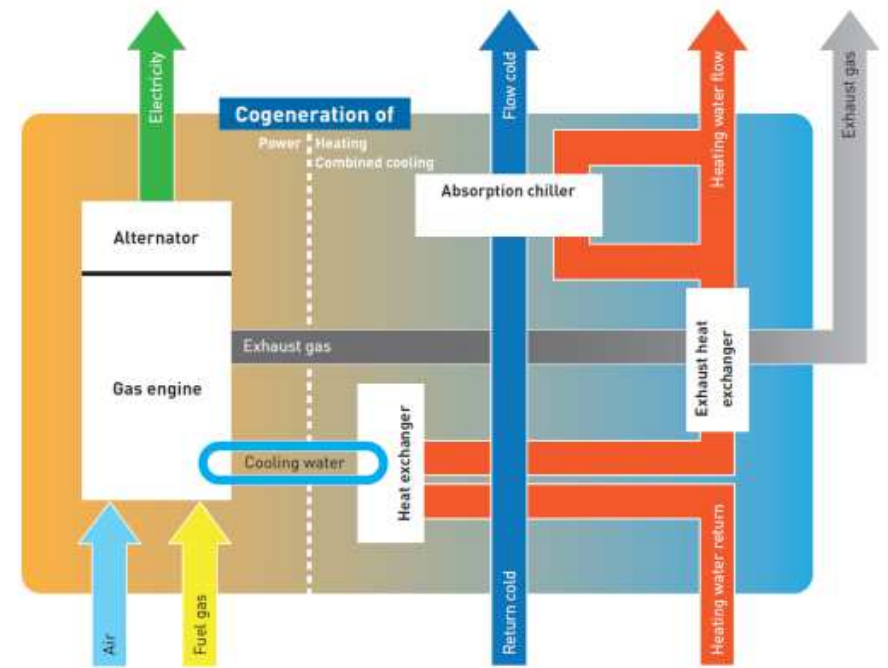 Electricity
Flow cold
Heating water flow
Exhaust gas
Cogeneration of
Power
Heating
Combined cooling
Absorption chiller
Alternator
Exhaust gas
Exhaust heat
exchanger
Gas engine
Cooling water
Heat exchanger
Air
Fuel gas
Return cold
Heating water return